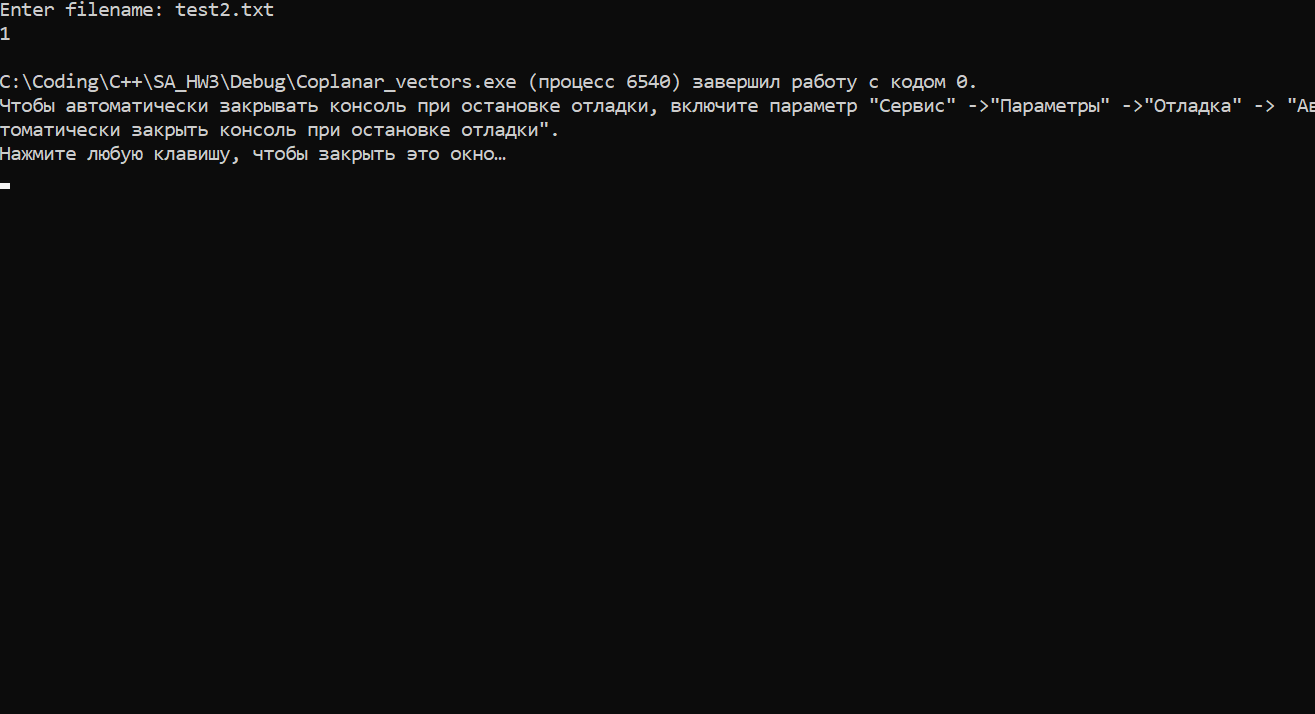 Enter filename: test2.txt
1
C:\Coding\C++\SA_HW3\Debug\Coplanar_vectors.exe (процесс 6540) завершил работу с кодом 0.
Чтобы автоматически закрывать консоль при остановке отладки, включите параметр "Сервис" ->"Параметры" ->"Отладка" -> "Ав
томатически закрыть консоль при остановке отладки".
Нажмите любую клавишу, чтобы закрыть это окно…